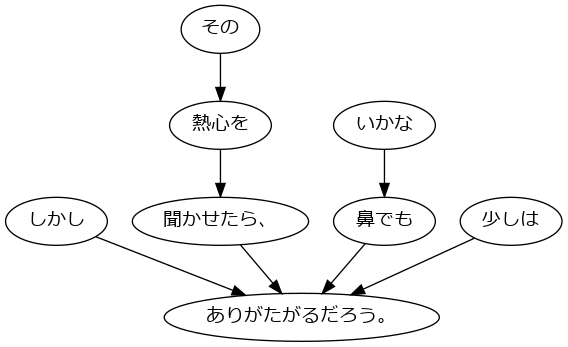 その
熱心を
いかな
しかし
聞かせたら、
鼻でも
少しは
ありがたがるだろう。